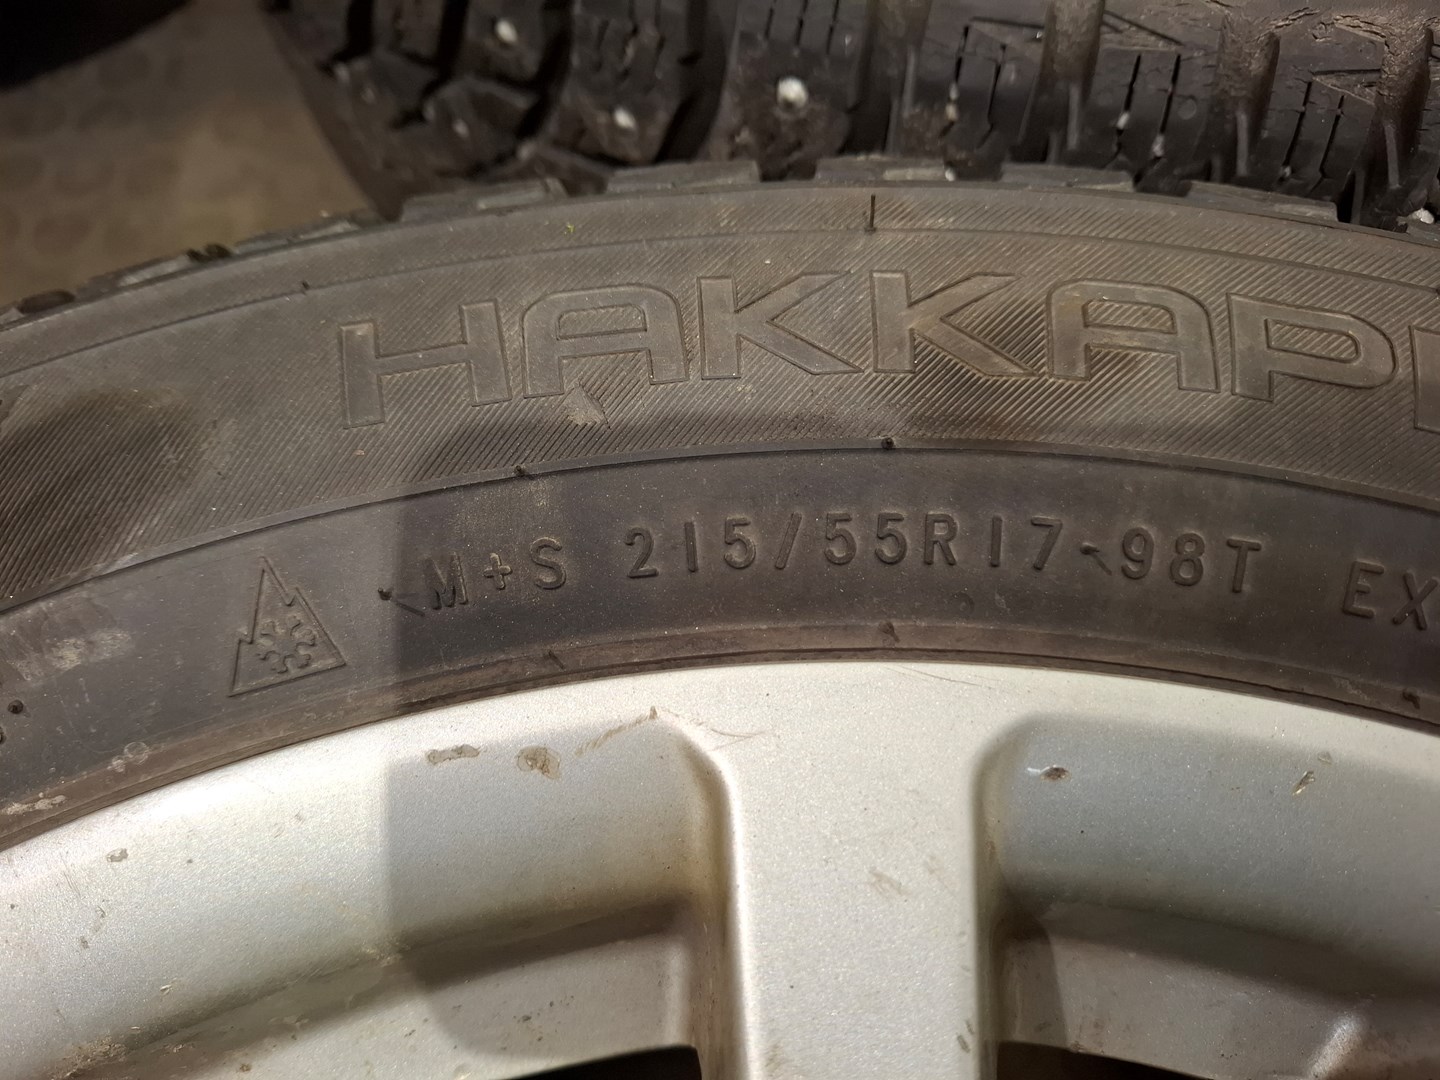 HAKKAP
M+S 215/55R17 98T EX